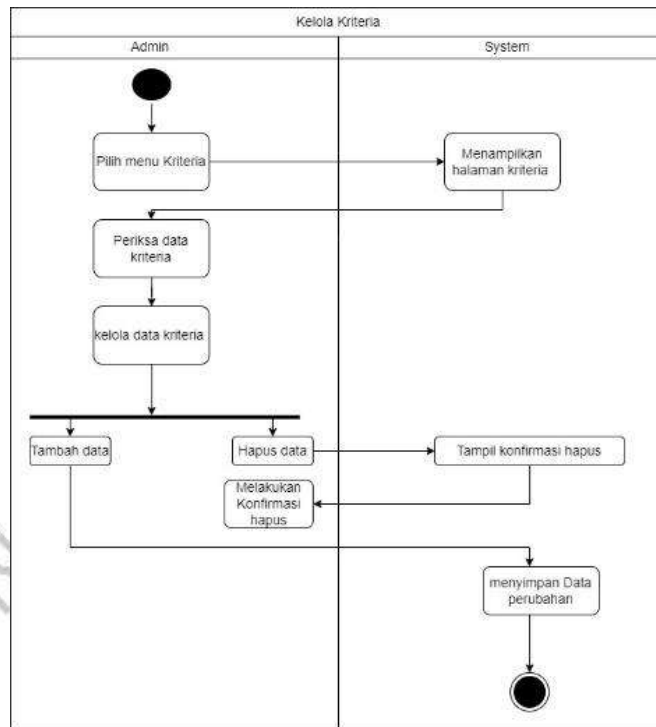 Kelola Kriteria
Admin
System
Pilih menu Kriteria
Menampilkan
halaman kriteria
Periksa data
kriteria
kelola data kriteria
Tambah data
Hapus data
Tampil konfirmasi hapus
Melakukan
Konfirmasi
hapus
menyimpan Data
perubahan